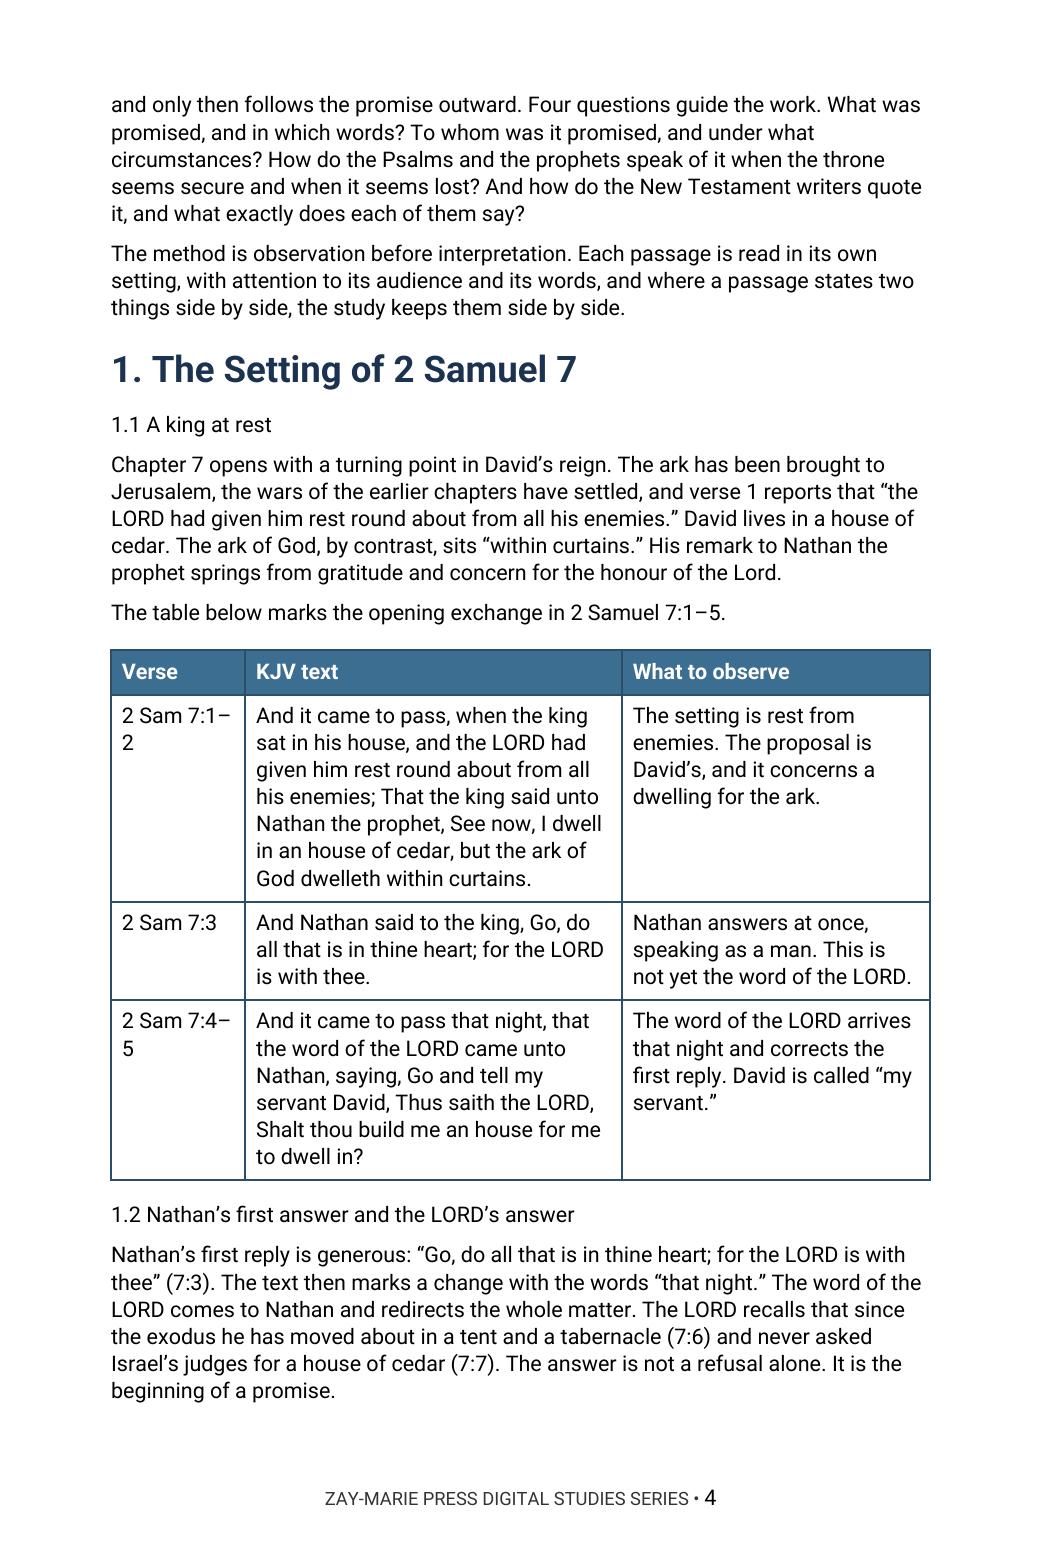 and only then follows the promise outward. Four questions guide the work. What was
promised, and in which words? To whom was it promised, and under what
circumstances? How do the Psalms and the prophets speak of it when the throne
seems secure and when it seems lost? And how do the New Testament writers quote
it, and what exactly does each of them say?
The method is observation before interpretation. Each passage is read in its own
setting, with attention to its audience and its words, and where a passage states two
things side by side, the study keeps them side by side.
1. The Setting of 2 Samuel 7
1.1 A king at rest
Chapter 7 opens with a turning point in David’s reign. The ark has been brought to
Jerusalem, the wars of the earlier chapters have settled, and verse 1 reports that “the
LORD had given him rest round about from all his enemies.” David lives in a house of
cedar. The ark of God, by contrast, sits “within curtains.” His remark to Nathan the
prophet springs from gratitude and concern for the honour of the Lord.
The table below marks the opening exchange in 2 Samuel 7:1–5.
Verse
KJV text
What to observe
2 Sam 7:1–
2
And it came to pass, when the king
sat in his house, and the LORD had
given him rest round about from all
his enemies; That the king said unto
Nathan the prophet, See now, I dwell
in an house of cedar, but the ark of
God dwelleth within curtains.
The setting is rest from
enemies. The proposal is
David’s, and it concerns a
dwelling for the ark.
2 Sam 7:3
And Nathan said to the king, Go, do
all that is in thine heart; for the LORD
is with thee.
Nathan answers at once,
speaking as a man. This is
not yet the word of the LORD.
2 Sam 7:4–
5
And it came to pass that night, that
the word of the LORD came unto
Nathan, saying, Go and tell my
servant David, Thus saith the LORD,
Shalt thou build me an house for me
to dwell in?
The word of the LORD arrives
that night and corrects the
first reply. David is called “my
servant.”
1.2 Nathan’s first answer and the LORD’s answer
Nathan’s first reply is generous: “Go, do all that is in thine heart; for the LORD is with
thee” (7:3). The text then marks a change with the words “that night.” The word of the
LORD comes to Nathan and redirects the whole matter. The LORD recalls that since
the exodus he has moved about in a tent and a tabernacle (7:6) and never asked
Israel’s judges for a house of cedar (7:7). The answer is not a refusal alone. It is the
beginning of a promise.
ZAY-MARIE PRESS DIGITAL STUDIES SERIES • 4